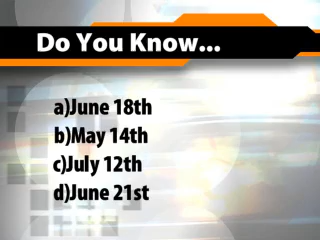 Do You Know...
a)June 18th
b)May 14th
c)July 12th
d)June 21st